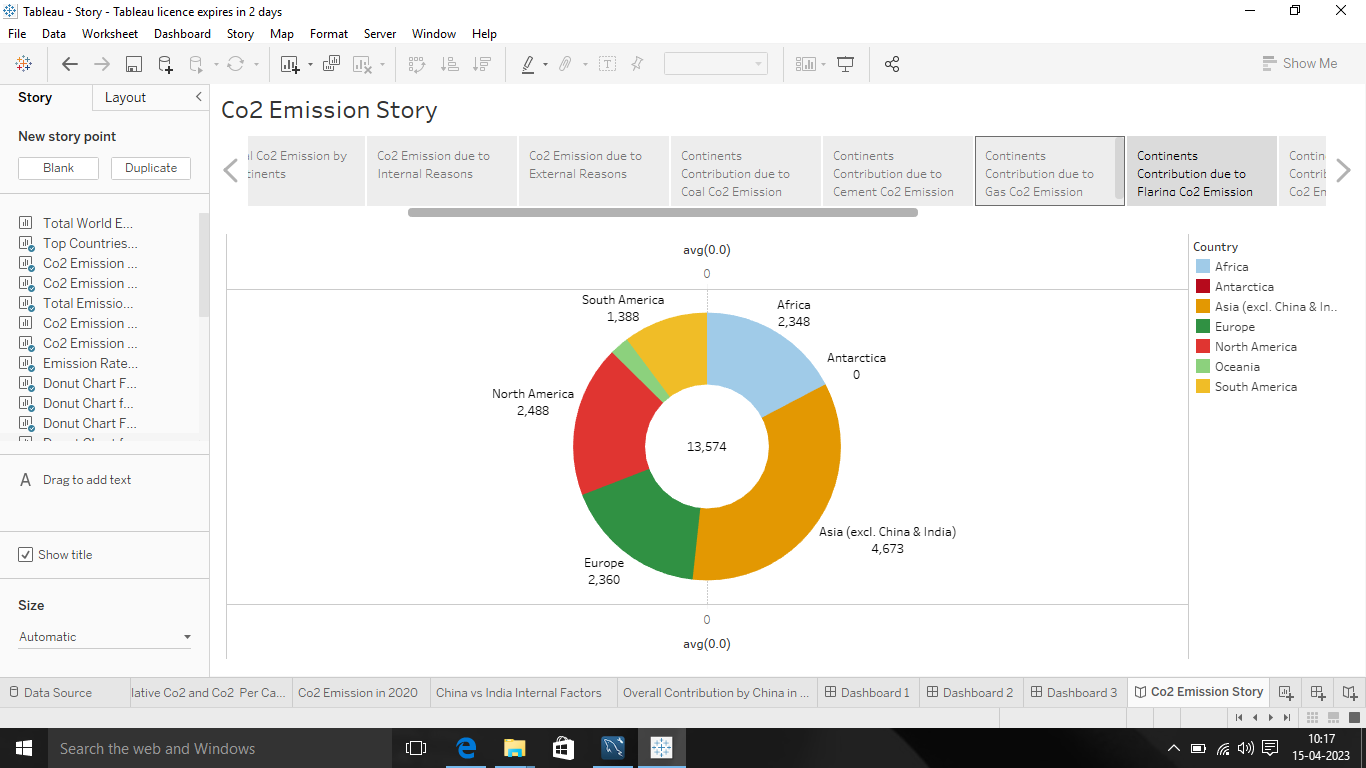 Tableau - Story - Tableau licence expires in 2 days
File Data Worksheet Dashboard Story Map Format Server Window Help
Show Me
Story Layout
New story point
Blank Duplicate
Total World E...
Top Countries...
Co2 Emission ...
Co2 Emission ...
Total Emissio...
Co2 Emission ...
Co2 Emission ...
Emission Rate...
Donut Chart F...
Donut Chart f...
Donut Chart F...
A Drag to add text
Show title
Size
Automatic
Co2 Emission Story
Co2 Emission by
Co2 Emission due to
Internal Reasons
Co2 Emission due to
External Reasons
Continents
Contribution due to
Coal Co2 Emission
Continents
Contribution due to
Cement Co2 Emission
Continents
Contribution due to
Gas Co2 Emission
Continents
Contribution due to
Flaring Co2 Emission
avg(0.0)
0
South America
1,388
Africa
2,348
Antarctica
0
North America
2,488
13,574
Asia (excl. China & India)
4,673
Europe
2,360
0
avg(0.0)
Country
Africa
Antarctica
Asia (excl. China & In..
Europe
North America
Oceania
South America
Data Source lative Co2 and Co2 Per Ca... Co2 Emission in 2020 China vs India Internal Factors Overall Contribution by China in ... Dashboard 1 Dashboard 2 Dashboard 3 Co2 Emission Story
Search the web and Windows
10:17
15-04-2023